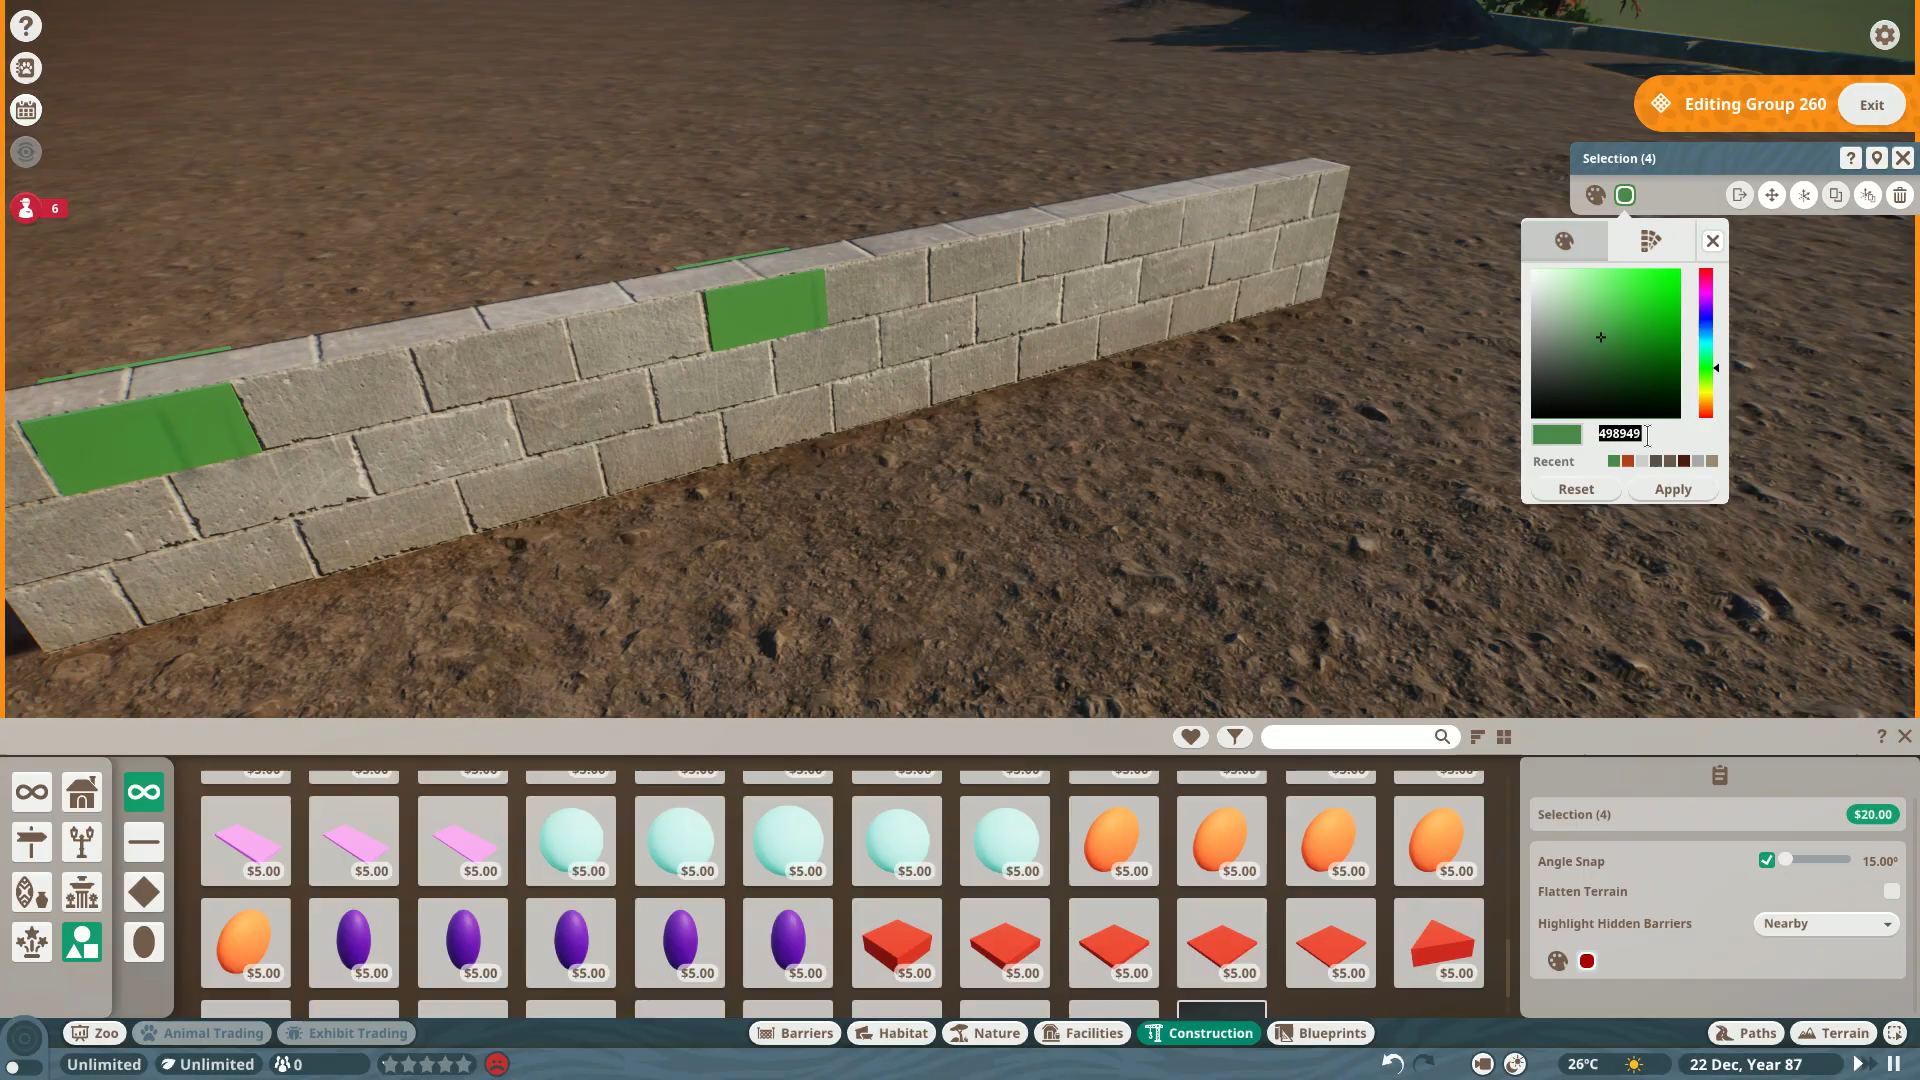 ?
6
Editing Group 260
Exit
Selection (4)
?
498949
Recent
Reset
Apply
?
$5.00 $5.00 $5.00 $5.00 $5.00 $5.00 $5.00 $5.00 $5.00 $5.00 $5.00 $5.00
$5.00 $5.00 $5.00 $5.00 $5.00 $5.00 $5.00 $5.00 $5.00 $5.00 $5.00 $5.00
Selection (4)
$20.00
Angle Snap
15.00°
Flatten Terrain
Highlight Hidden Barriers
Nearby
Zoo
Animal Trading
Exhibit Trading
Barriers
Habitat
Nature
Facilities
Construction
Blueprints
Paths
Terrain
Unlimited
Unlimited
0
26°C
22 Dec, Year 87